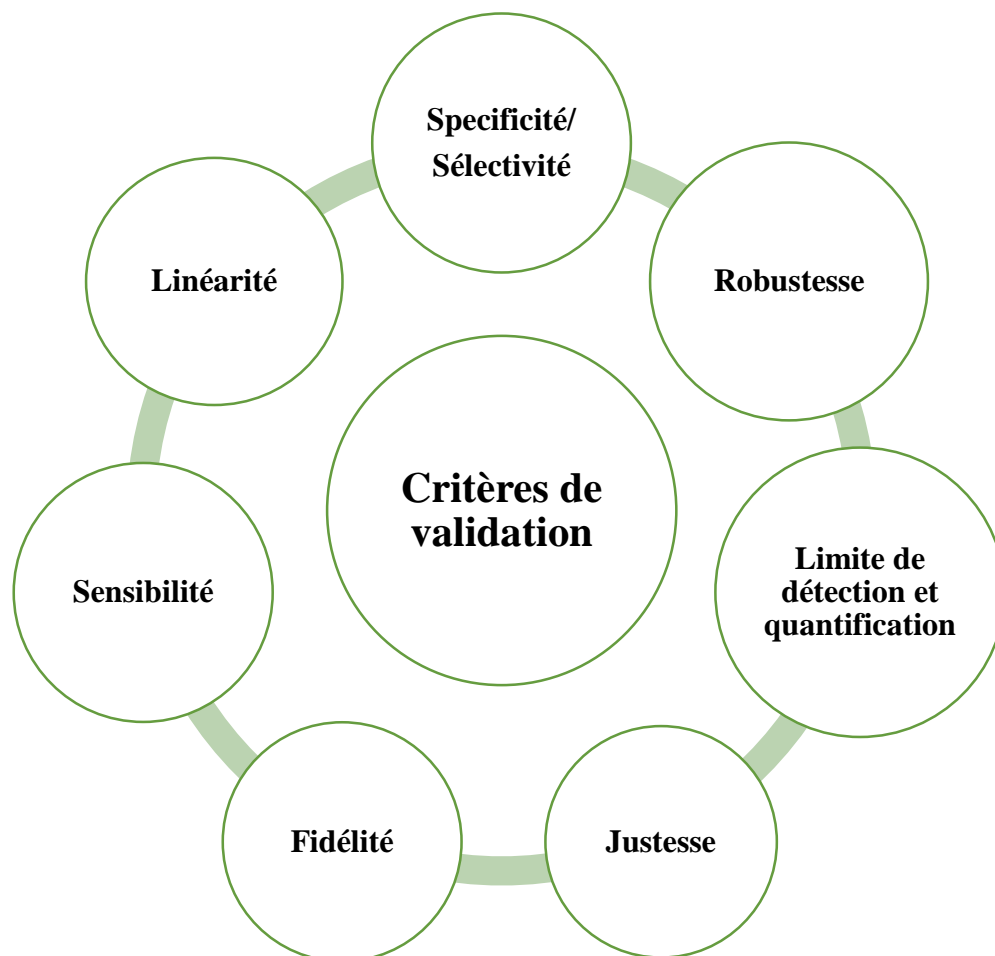 Specificité/
Sélectivité
Robustesse
Limite de
détection et
quantification
Justesse
Fidélité
Sensibilité
Linéarité
Critères de
validation